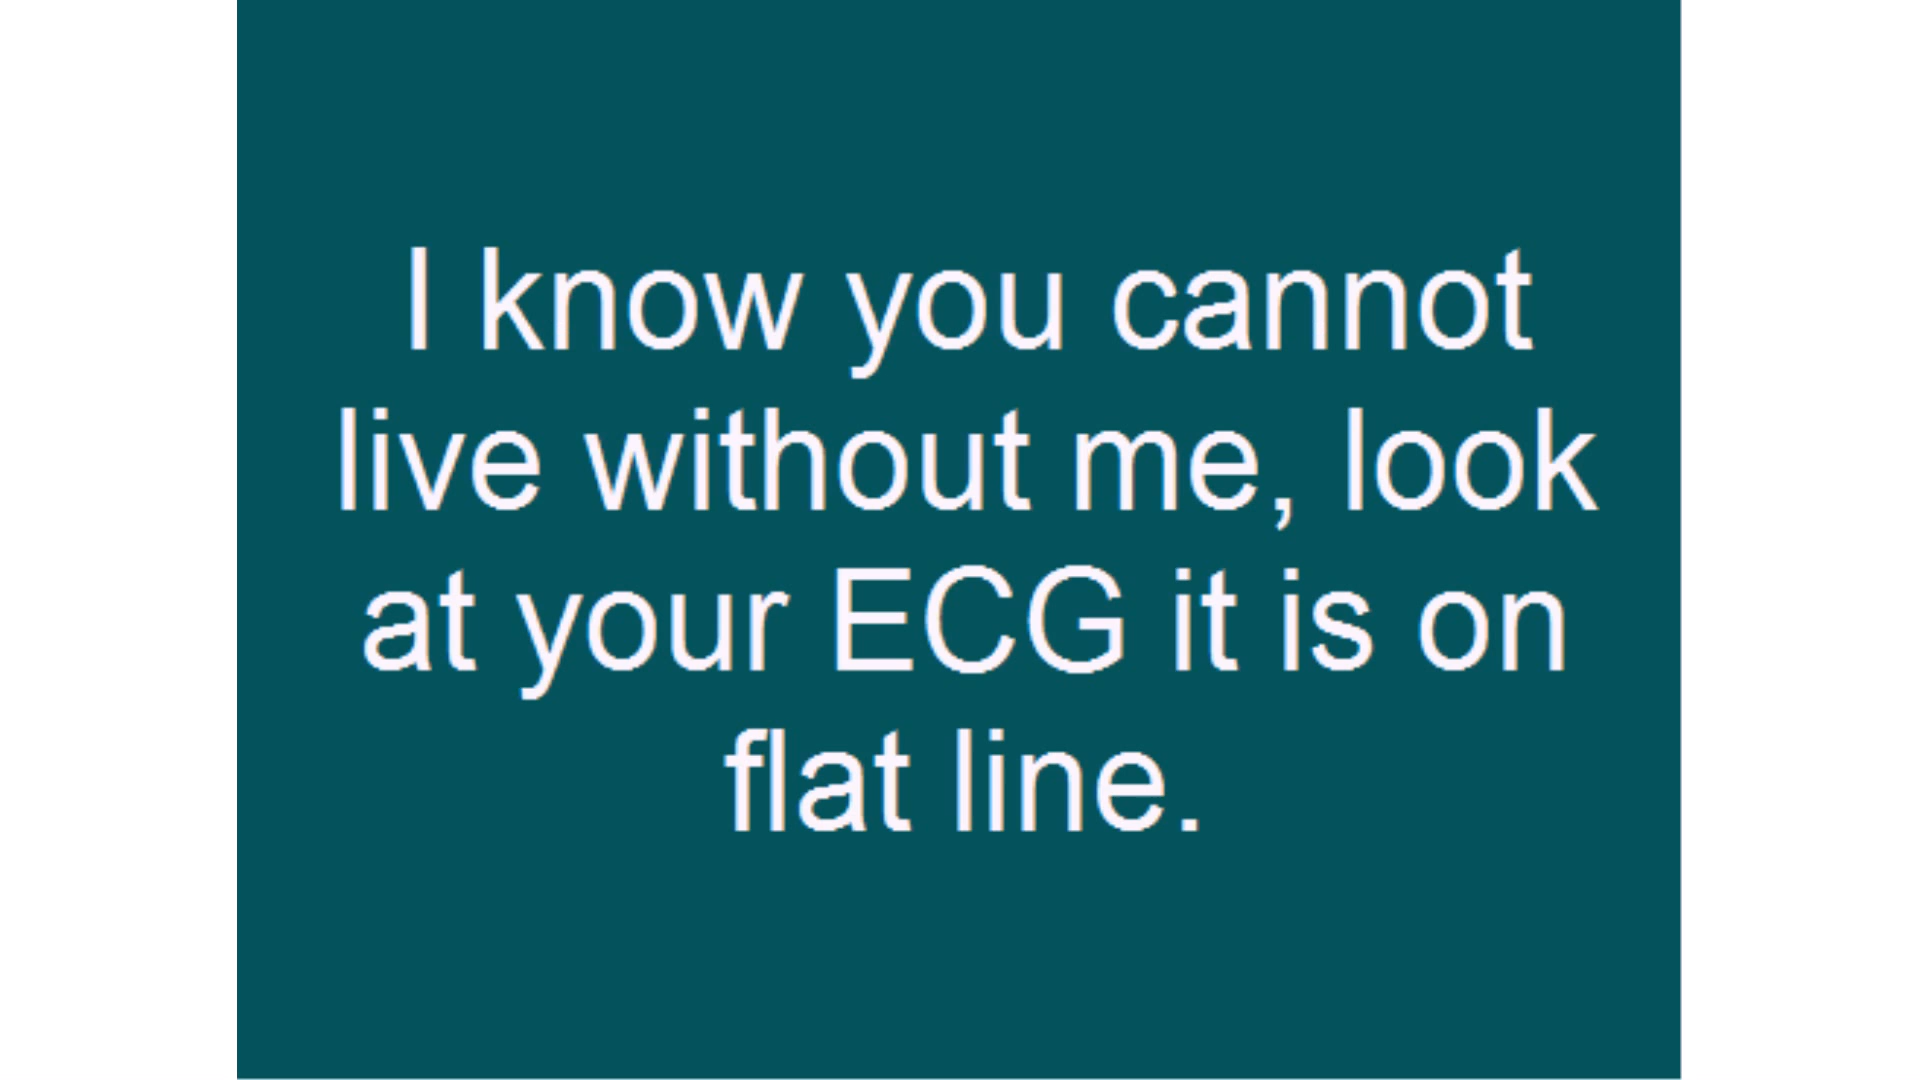 I know you cannot
live without me, look
at your ECG it is on
flat line.